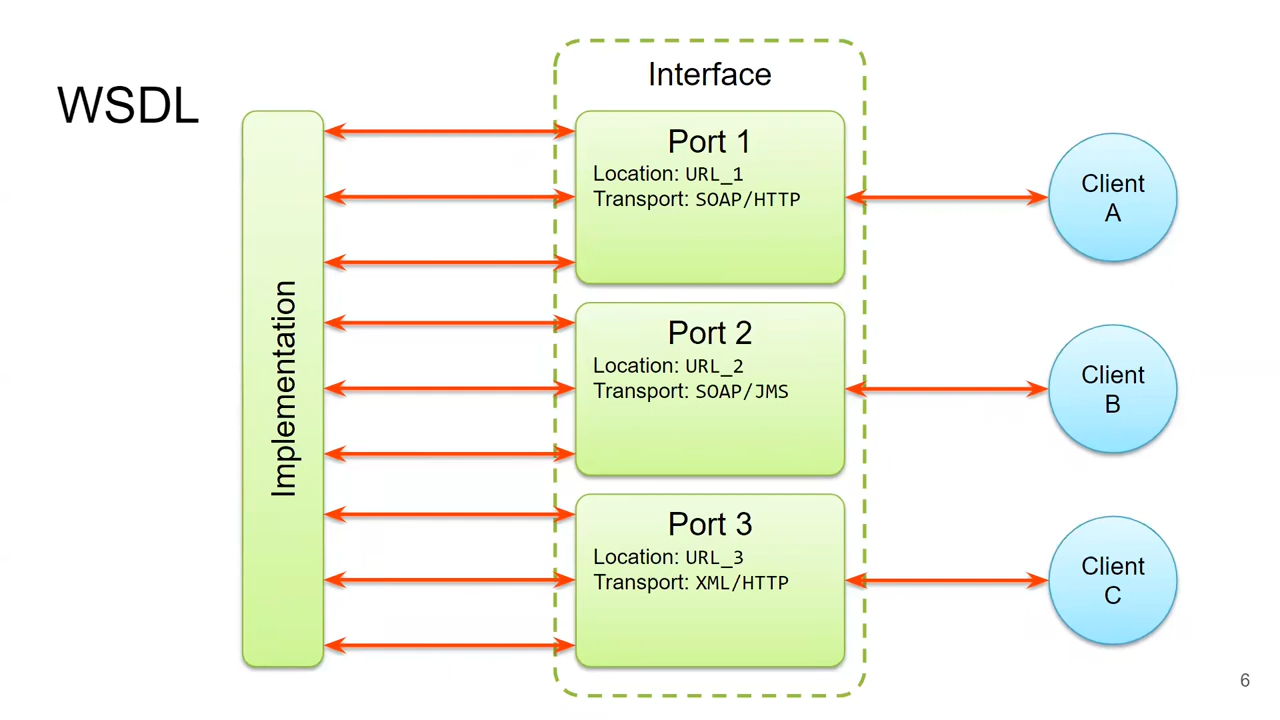 WSDL
Implementation
Interface
Port 1
Location: URL_1
Transport: SOAP/HTTP
Port 2
Location: URL_2
Transport: SOAP/JMS
Port 3
Location: URL_3
Transport: XML/HTTP
Client
A
Client
B
Client
C
6